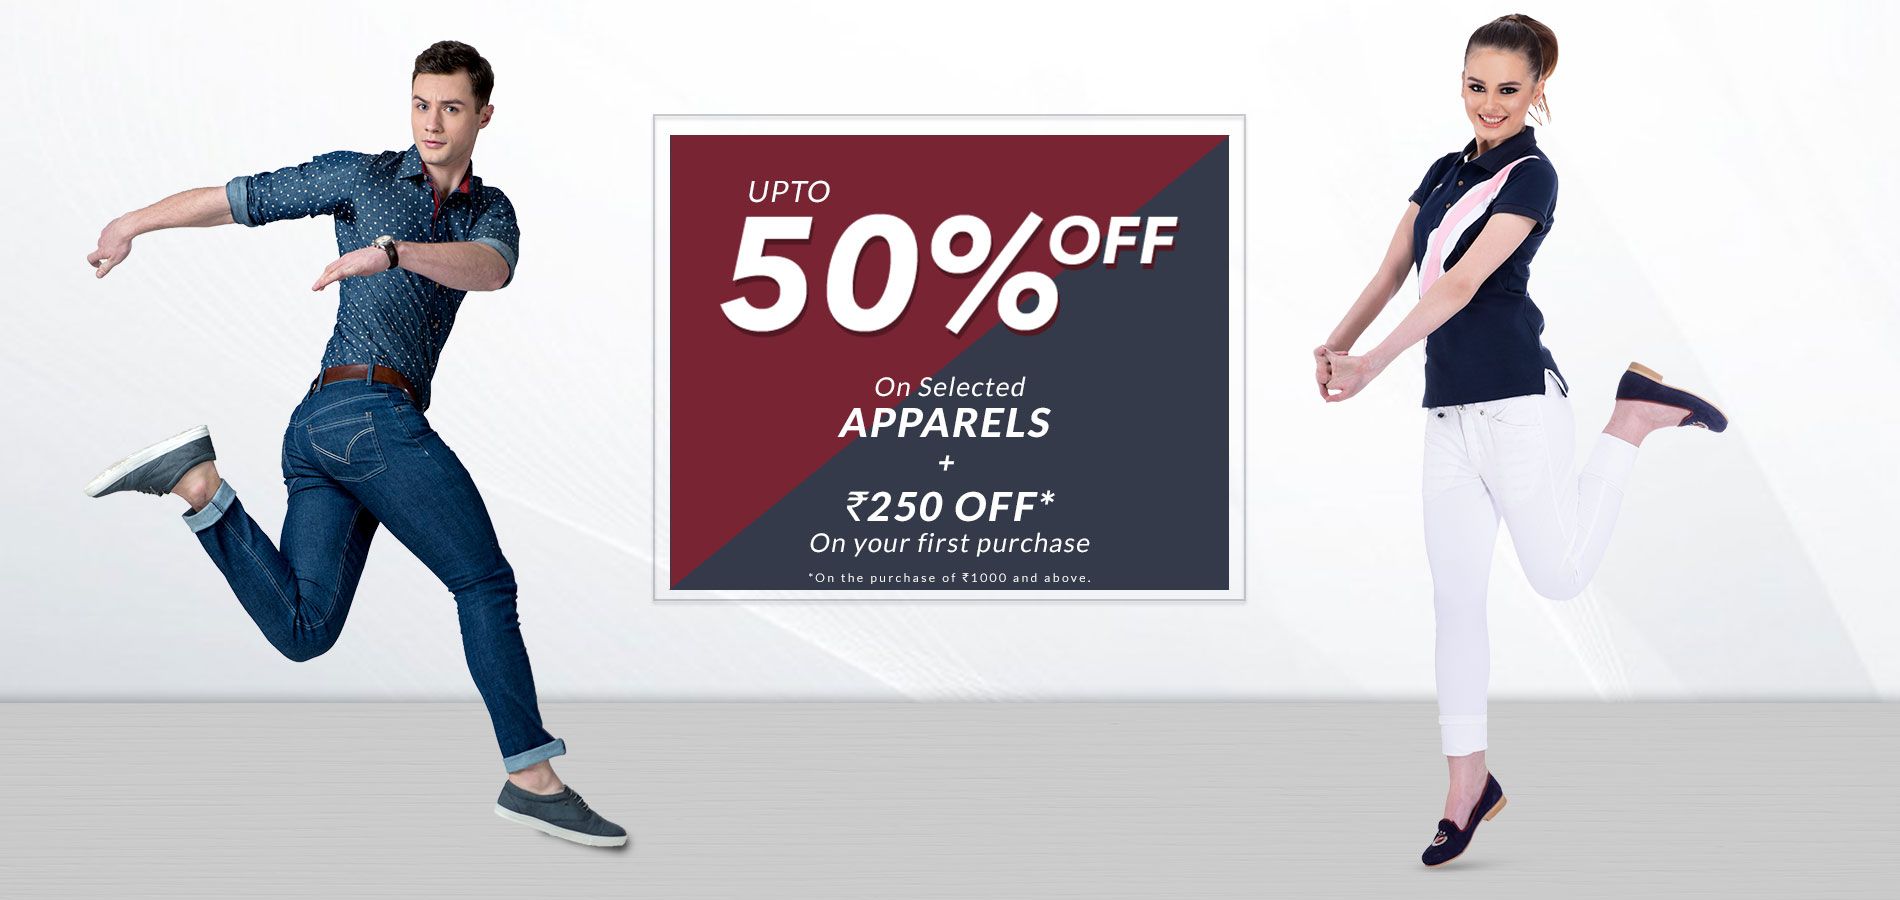 UPTO
50% OFF
On Selected
APPARELS
+
₹250 OFF*
On your first purchase
*On the purchase of ₹1000 and above.